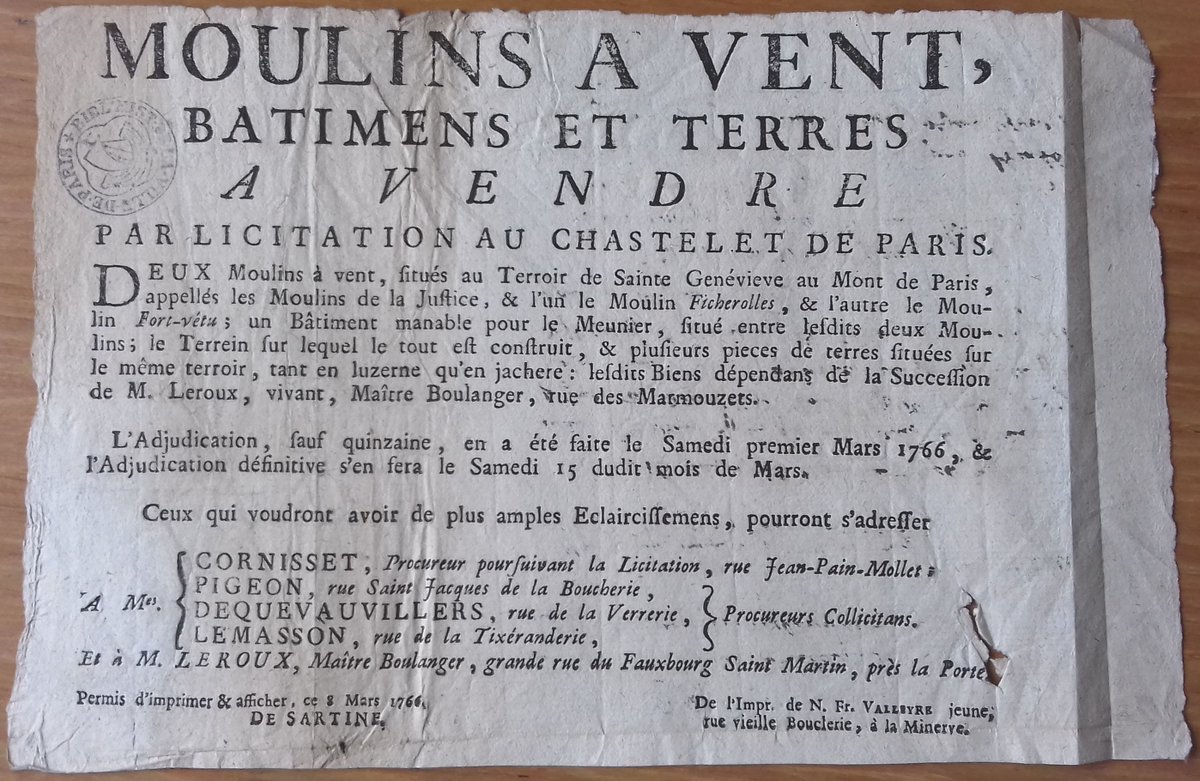 MOULINS A VENT,
BATIMENS ET TERRES
A VENDRE
PAR LICITATION AU CHASTELET DE PARIS.
DEUX Moulins à vent, ſitués au Terroir de Sainte Genévieve au Mont de Paris,
appellés les Moulins de la Juſtice, & l'un le Moulin Ficherolles, & l'autre le Mou-
lin Fort-vétu; un Bâtiment manable pour le Meunier, ſitué entre leſdits deux Mou-
lins; le Terrein ſur lequel le tout eſt conſtruit, & pluſieurs pieces de terres ſituées ſur
le même terroir, tant en luzerne qu'en jachere: leſdits Biens dépendans de la Succeſſion
de M. Leroux, vivant, Maître Boulanger, rue des Marmouzets.
L'Adjudication, ſauf quinzaine, en a été faite le Samedi premier Mars 1766, &
l'Adjudication définitive s'en fera le Samedi 15 dudit mois de Mars.
Ceux qui voudront avoir de plus amples Eclairciſſemens, pourront s'adreſſer
A Mes.
CORNISSET, Procureur pourſuivant la Licitation, rue Jean-Pain-Mollet;
PIGEON, rue Saint Jacques de la Boucherie,
DEQUEVAUVILLERS, rue de la Verrerie, Procureurs Collicitans.
LEMASSON, rue de la Tixéranderie,
Et à M. LEROUX, Maître Boulanger, grande rue du Fauxbourg Saint Martin, près la Porte
Permis d'imprimer & afficher, ce 8 Mars 1766.
DE SARTINE.
De l'Impr. de N. Fr. VALLEYRE jeune,
rue vieille Bouclerie, à la Minerve.